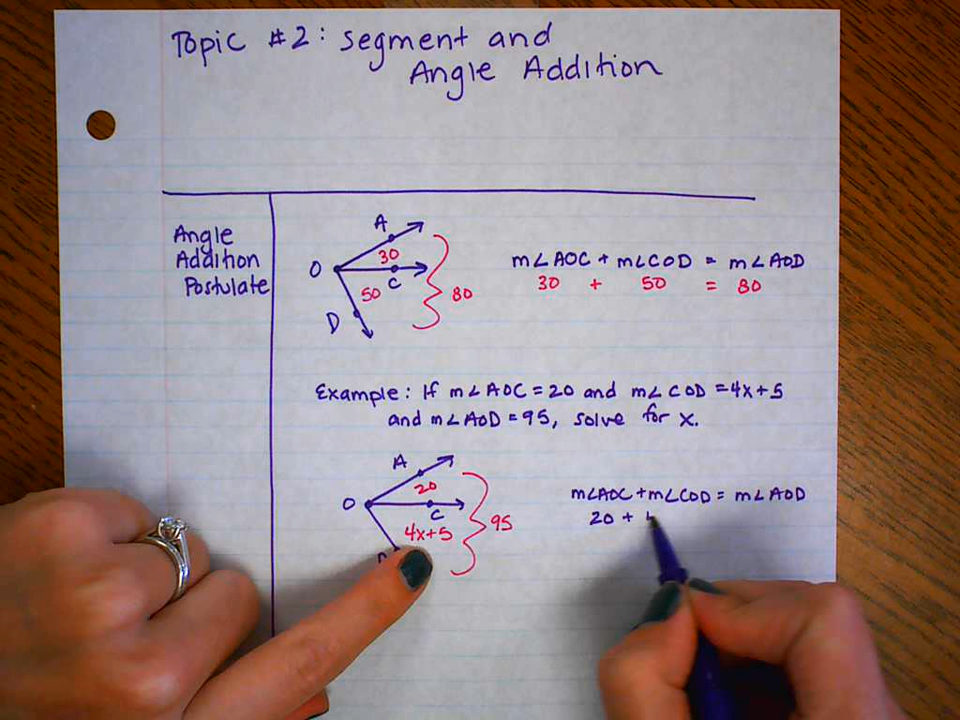 Topic #2: Segment and
Angle Addition
Angle
Addition
Postulate
A
30
O
C
50
80
D
m∠AOC + m∠COD = m∠AOD
30 + 50 = 80
Example: If m∠AOC = 20 and m∠COD = 4x+5
and m∠AOD = 95, solve for x.
A
20
O
C
4x+5
95
m∠AOC + m∠COD = m∠AOD
20 +